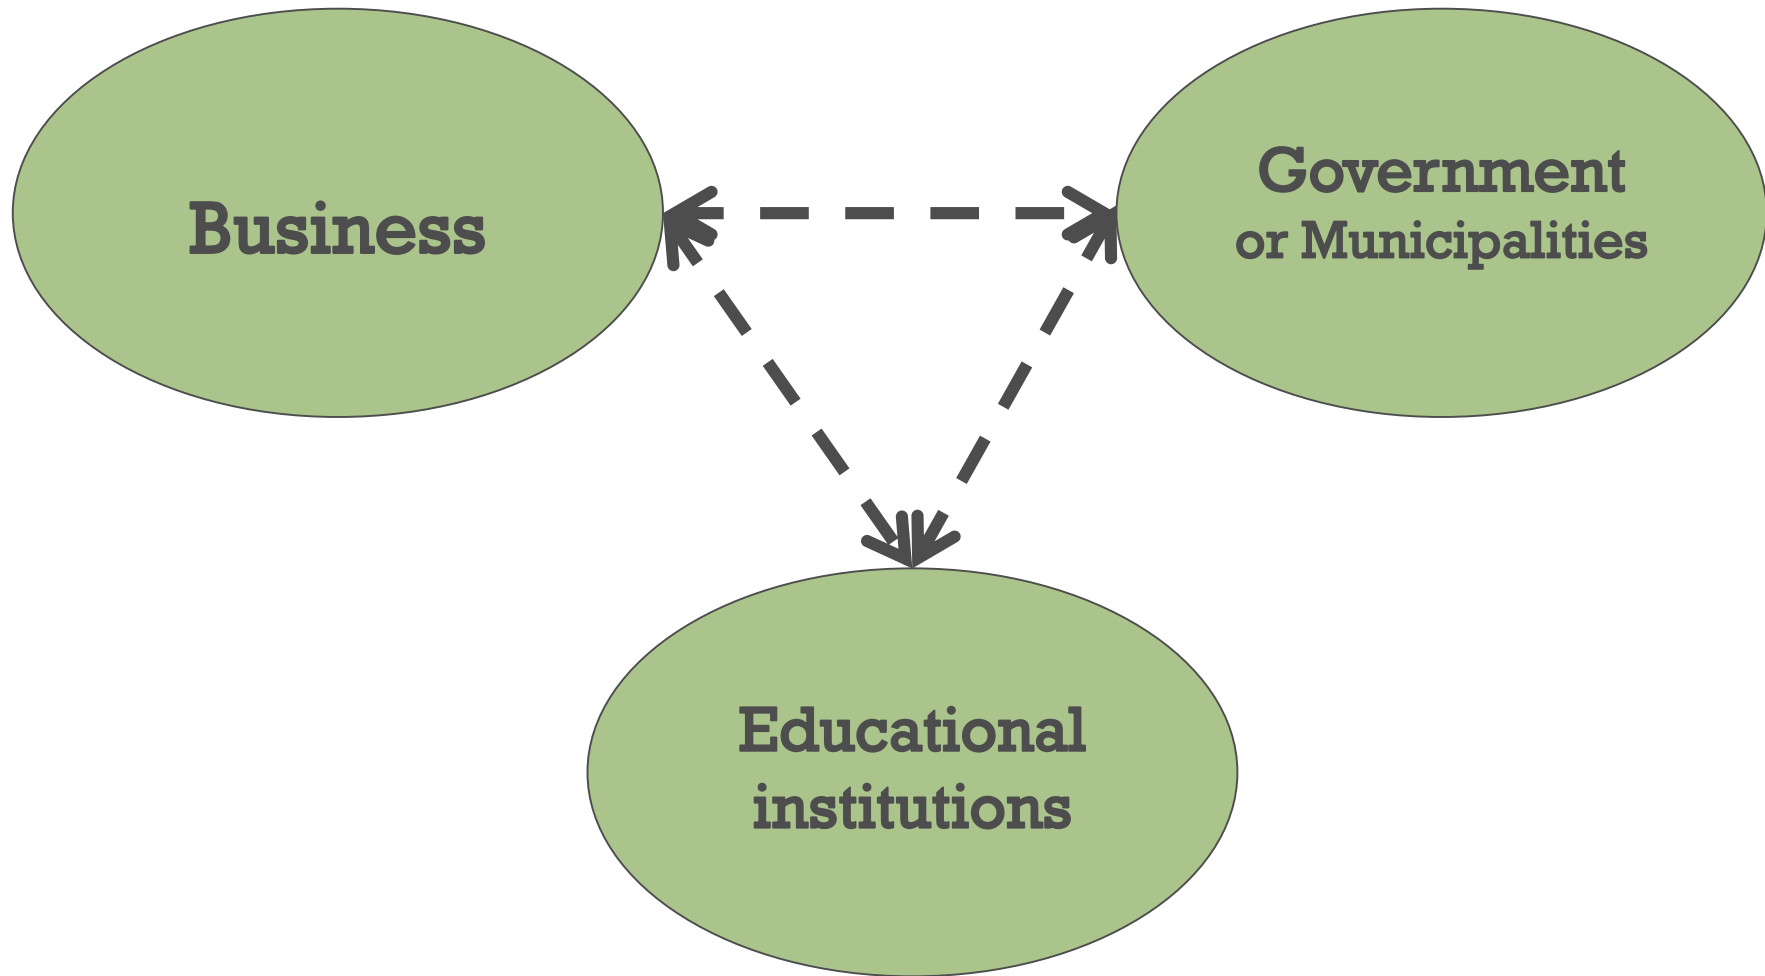 Business
Government
or Municipalities
Educational
institutions